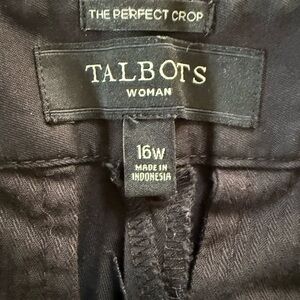 THE PERFECT CROP
TALBOTS
WOMAN
16W
MADE IN
INDONESIA